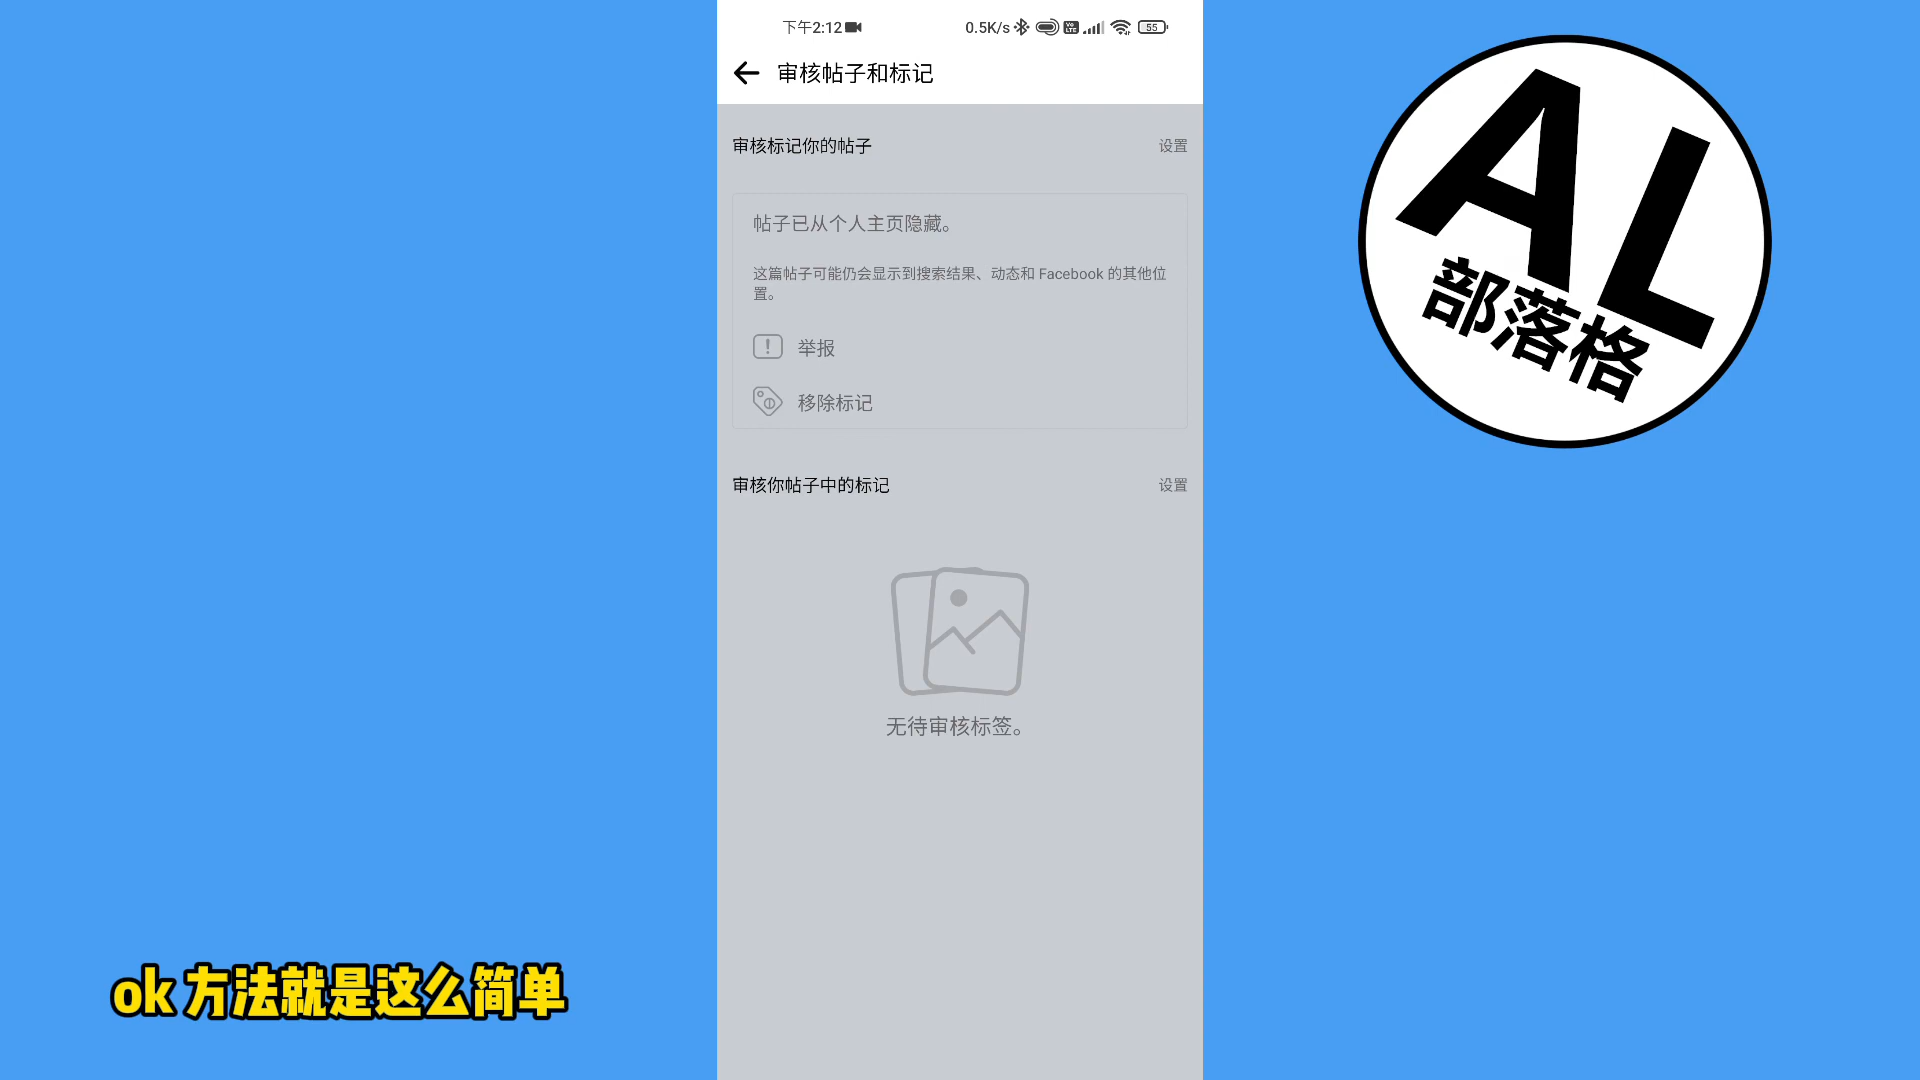 下午2:12
0.5K/s
55
审核帖子和标记
审核标记你的帖子
设置
帖子已从个人主页隐藏。
这篇帖子可能仍会显示到搜索结果、动态和 Facebook 的其他位
置。
举报
移除标记
审核你帖子中的标记
设置
无待审核标签。
AL
部落格
ok 方法就是这么简单